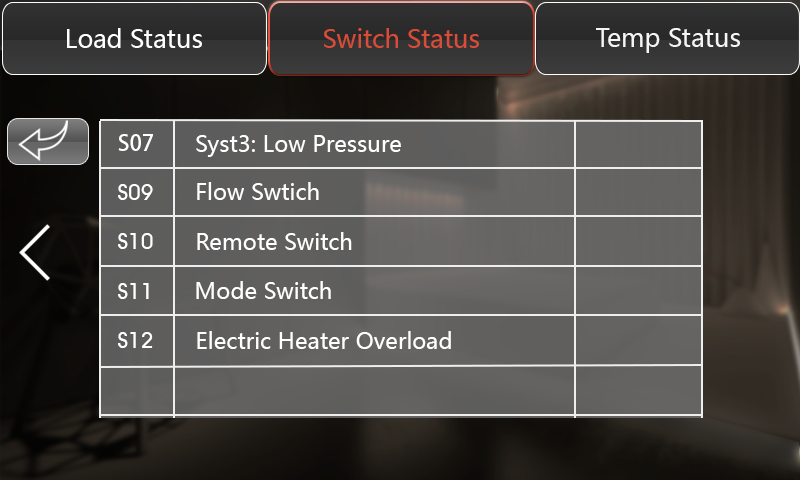 Load Status
Switch Status
Temp Status
S07 Syst3: Low Pressure
S09 Flow Swtich
S10 Remote Switch
S11 Mode Switch
S12 Electric Heater Overload